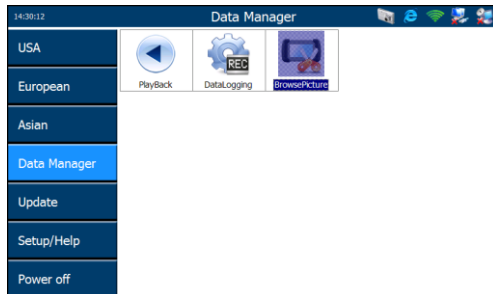 14:30:12
Data Manager
USA
European
Asian
Data Manager
Update
Setup/Help
Power off
PlayBack
REC
DataLogging
BrowsePicture